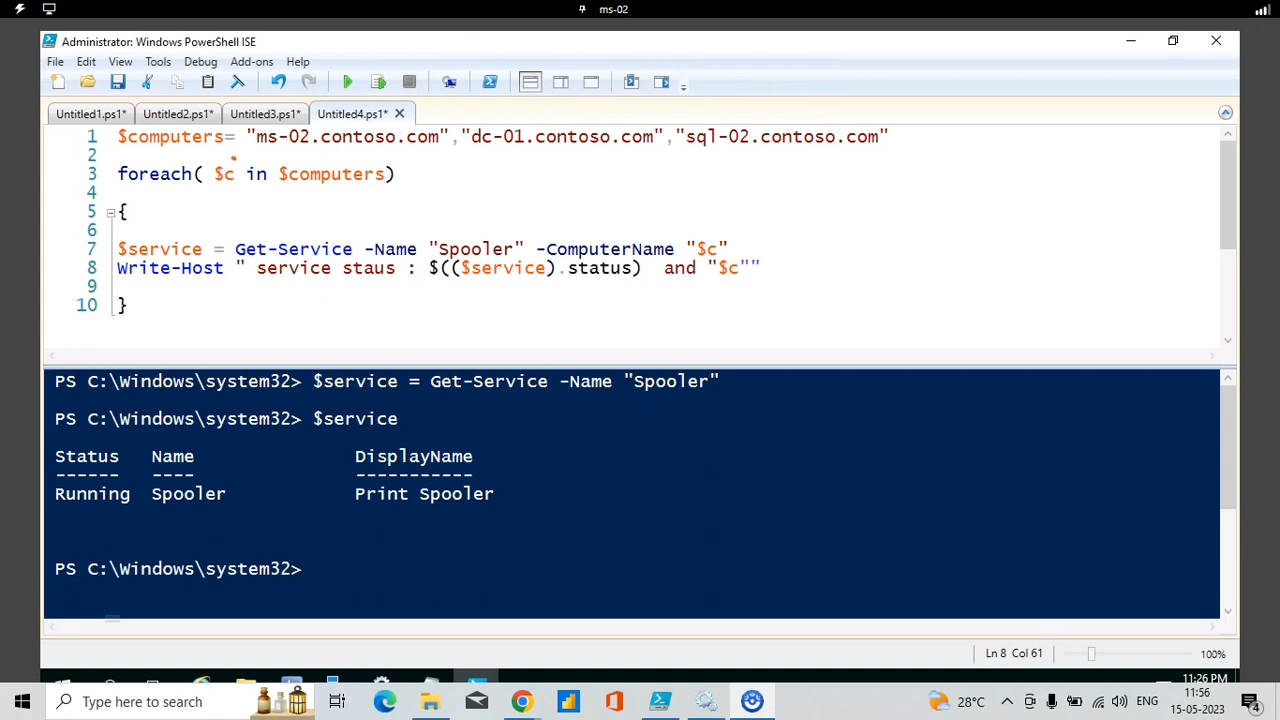 ms-02
Administrator: Windows PowerShell ISE
File Edit View Tools Debug Add-ons Help
Untitled1.ps1* Untitled2.ps1* Untitled3.ps1* Untitled4.ps1*
1 $computers= "ms-02.contoso.com","dc-01.contoso.com","sql-02.contoso.com"
2
3 foreach( $c in $computers)
4
5 {
6
7 $service = Get-Service -Name "Spooler" -ComputerName "$c"
8 Write-Host " service staus : $(($service).status)  and "$c""
9
10 }
PS C:\Windows\system32> $service = Get-Service -Name "Spooler"
PS C:\Windows\system32> $service
Status Name DisplayName
------ ---- -----------
Running Spooler Print Spooler
PS C:\Windows\system32>
Ln 8 Col 61 100%
11:26 PM
Type here to search 28°C ENG 11:56
15-05-2023 4